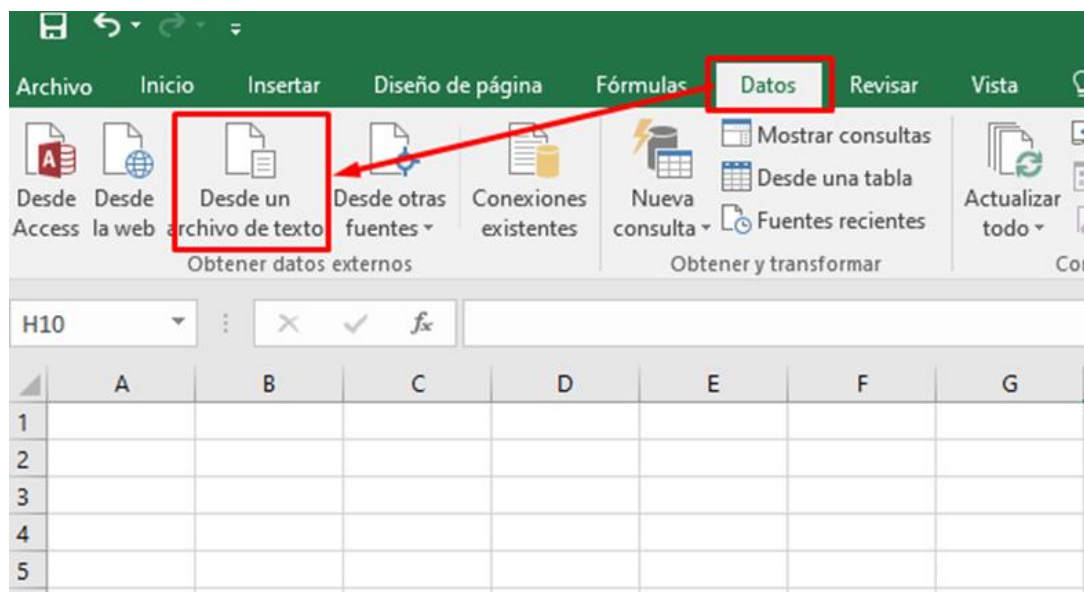 Archivo Inicio Insertar Diseño de página Fórmulas Datos Revisar Vista
Desde Access
Desde la web
Desde un archivo de texto
Desde otras fuentes
Conexiones existentes
Obtener datos externos
Nueva consulta
Mostrar consultas
Desde una tabla
Fuentes recientes
Obtener y transformar
Actualizar todo
H10 fx
A B C D E F G
1
2
3
4
5